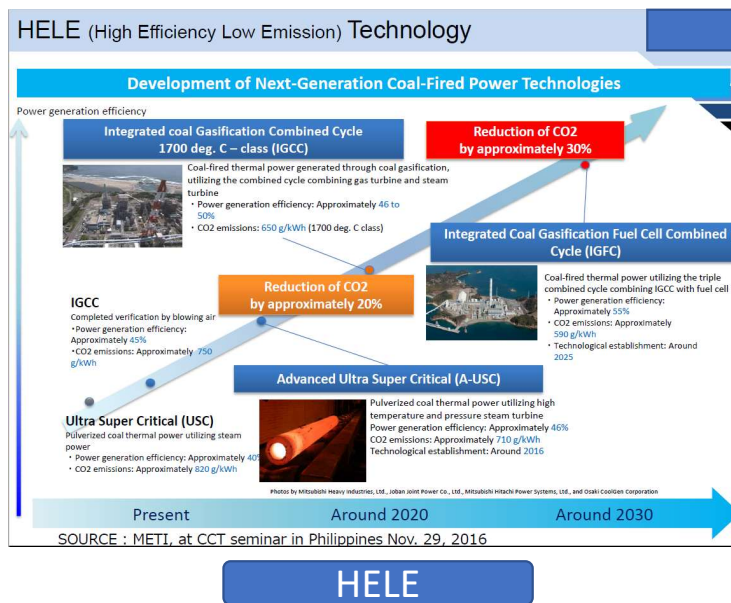 HELE (High Efficiency Low Emission) Technology
Development of Next-Generation Coal-Fired Power Technologies
Power generation efficiency
Integrated coal Gasification Combined Cycle
1700 deg. C – class (IGCC)
Coal-fired thermal power generated through coal gasification,
utilizing the combined cycle combining gas turbine and steam
turbine
・Power generation efficiency: Approximately 46 to
50%
・CO2 emissions: 650 g/kWh (1700 deg. C class)
Reduction of CO2
by approximately 30%
Integrated Coal Gasification Fuel Cell Combined
Cycle (IGFC)
Coal-fired thermal power utilizing the triple
combined cycle combining IGCC with fuel cell
・Power generation efficiency:
Approximately 55%
・CO2 emissions: Approximately
590 g/kWh
・Technological establishment: Around
2025
Reduction of CO2
by approximately 20%
IGCC
Completed verification by blowing air
・Power generation efficiency:
Approximately 45%
・CO2 emissions: Approximately 750
g/kWh
Advanced Ultra Super Critical (A-USC)
Pulverized coal thermal power utilizing high
temperature and pressure steam turbine
Power generation efficiency: Approximately 46%
CO2 emissions: Approximately 710 g/kWh
Technological establishment: Around 2016
Ultra Super Critical (USC)
Pulverized coal thermal power utilizing steam
power
・Power generation efficiency: Approximately 40%
・CO2 emissions: Approximately 820 g/kWh
Photos by Mitsubishi Heavy Industries, Ltd., Joban Joint Power Co., Ltd., Mitsubishi Hitachi Power Systems, Ltd., and Osaki CoolGen Corporation
Present
Around 2020
Around 2030
SOURCE : METI, at CCT seminar in Philippines Nov. 29, 2016
HELE